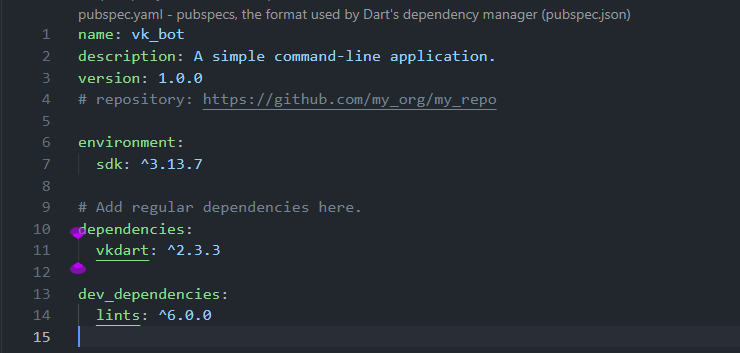 pubspec.yaml - pubspecs, the format used by Dart's dependency manager (pubspec.json)
1 name: vk_bot
2 description: A simple command-line application.
3 version: 1.0.0
4 # repository: https://github.com/my_org/my_repo
5
6 environment:
7 sdk: ^3.13.7
8
9 # Add regular dependencies here.
10 dependencies:
11 vkdart: ^2.3.3
12
13 dev_dependencies:
14 lints: ^6.0.0
15